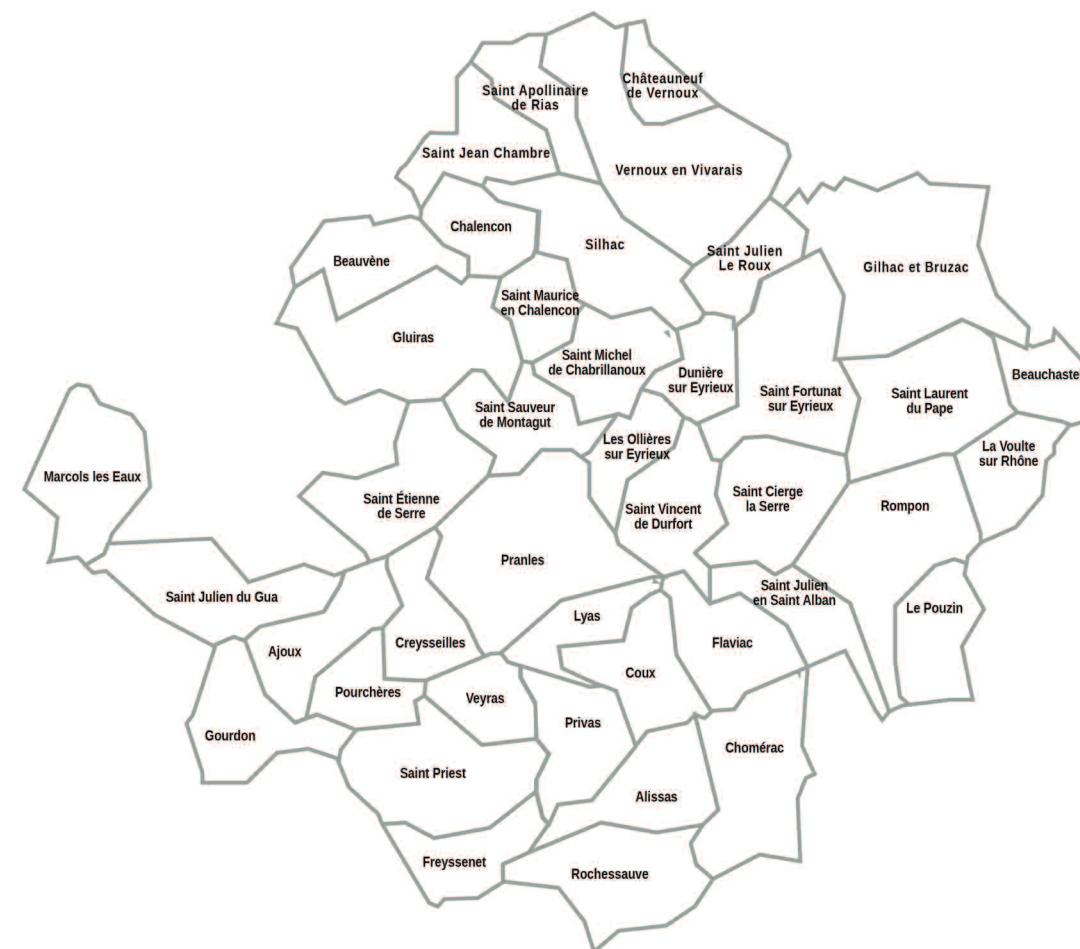 Châteauneuf
de Vernoux
Saint Apollinaire
de Rias
Saint Jean Chambre
Vernoux en Vivarais
Chalencon
Silhac
Saint Julien
Le Roux
Beauvène
Gilhac et Bruzac
Saint Maurice
en Chalencon
Gluiras
Saint Michel
de Chabrillanoux
Dunière
sur Eyrieux
Beauchaste
Saint Fortunat
sur Eyrieux
Saint Laurent
du Pape
Saint Sauveur
de Montagut
Les Ollières
sur Eyrieux
La Voulte
sur Rhône
Marcols les Eaux
Saint Étienne
de Serre
Saint Cierge
la Serre
Rompon
Saint Vincent
de Durfort
Pranles
Saint Julien
en Saint Alban
Saint Julien du Gua
Le Pouzin
Lyas
Creysseilles
Flaviac
Ajoux
Coux
Pourchères
Veyras
Privas
Gourdon
Chomérac
Saint Priest
Alissas
Freyssenet
Rochessauve